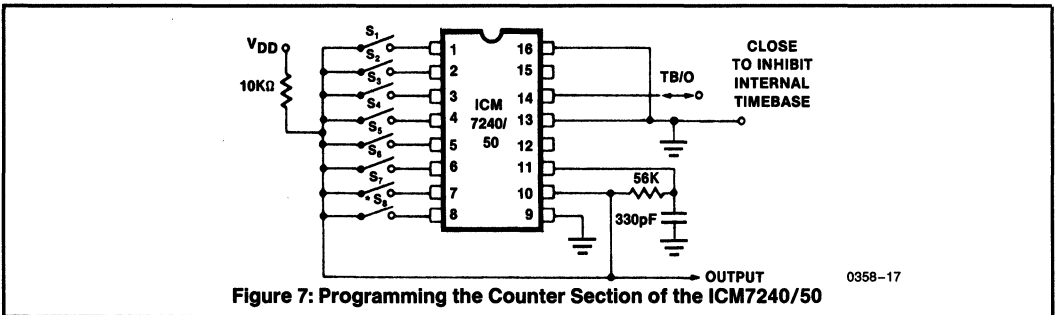 VDD
10KΩ
S1
S2
S3
S4
S5
S6
S7
* S8
1
2
3
4
5
6
7
8
ICM
7240/
50
16
15
14
13
12
11
10
9
TB/O
CLOSE
TO INHIBIT
INTERNAL
TIMEBASE
56K
330pF
OUTPUT
0358–17
Figure 7: Programming the Counter Section of the ICM7240/50